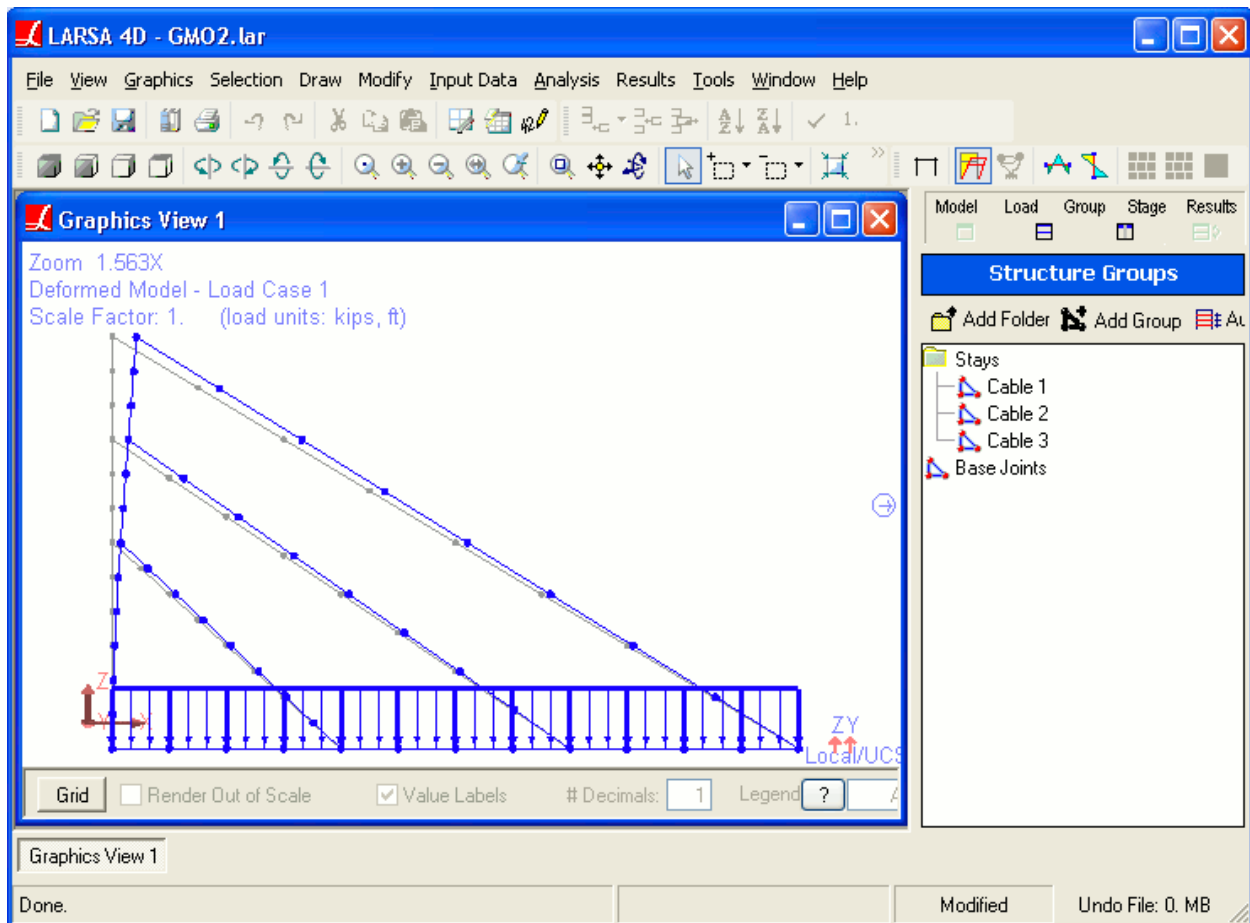 LARSA 4D - GMO2.lar
File View Graphics Selection Draw Modify Input Data Analysis Results Tools Window Help
A Z Z A 1.
Graphics View 1
Model Load Group Stage Results
Zoom 1.563X
Deformed Model - Load Case 1
Scale Factor: 1. (load units: kips, ft)
Structure Groups
Add Folder Add Group Au
Stays
Cable 1
Cable 2
Cable 3
Base Joints
Z
Y X
ZY
Local/UCS
Grid Render Out of Scale Value Labels # Decimals: 1 Legend ? A
Graphics View 1
Done. Modified Undo File: 0. MB